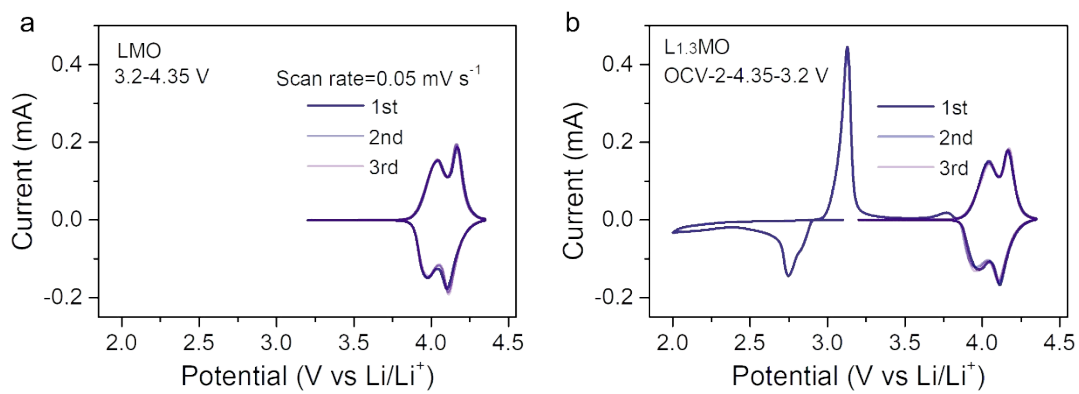 a
LMO
3.2-4.35 V
Scan rate=0.05 mV s⁻¹
1st
2nd
3rd
0.4
0.2
0.0
-0.2
Current (mA)
2.0 2.5 3.0 3.5 4.0 4.5
Potential (V vs Li/Li⁺)
b
L₁.₃MO
OCV-2-4.35-3.2 V
1st
2nd
3rd
0.4
0.2
0.0
-0.2
Current (mA)
2.0 2.5 3.0 3.5 4.0 4.5
Potential (V vs Li/Li⁺)